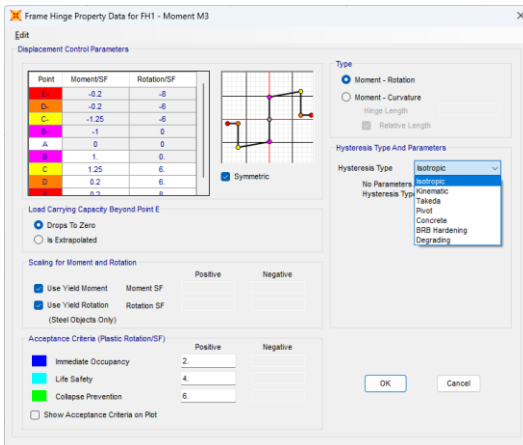 Frame Hinge Property Data for FH1 - Moment M3
Edit
Displacement Control Parameters
Point Moment/SF Rotation/SF
E- -0.2 -8
D- -0.2 -6
C- -1.25 -6
B- -1 0
A 0 0
B 1. 0.
C 1.25 6.
D 0.2 6.
E 0.2 8.
Symmetric
Load Carrying Capacity Beyond Point E
Drops To Zero
Is Extrapolated
Scaling for Moment and Rotation
Positive Negative
Use Yield Moment Moment SF
Use Yield Rotation Rotation SF
(Steel Objects Only)
Acceptance Criteria (Plastic Rotation/SF)
Positive Negative
Immediate Occupancy 2.
Life Safety 4.
Collapse Prevention 6.
Show Acceptance Criteria on Plot
Type
Moment - Rotation
Moment - Curvature
Hinge Length
Relative Length
Hysteresis Type And Parameters
Hysteresis Type Isotropic
No Parameters
Hysteresis Type
Isotropic
Kinematic
Takeda
Pivot
Concrete
BRB Hardening
Degrading
OK Cancel